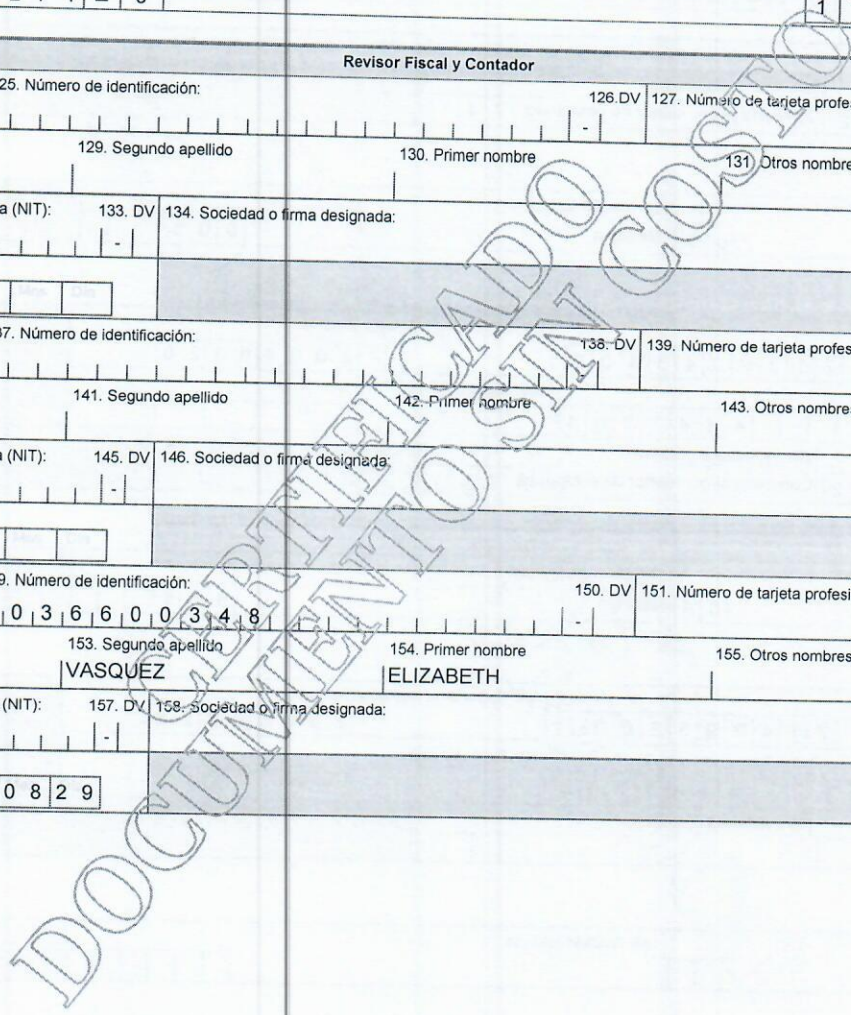 Revisor Fiscal y Contador
25. Número de identificación: 126.DV 127. Número de tarjeta profe
-
129. Segundo apellido 130. Primer nombre 131. Otros nombre
a (NIT): 133. DV 134. Sociedad o firma designada:
-
37. Número de identificación: 138. DV 139. Número de tarjeta profes
141. Segundo apellido 142. Primer nombre 143. Otros nombres
a (NIT): 145. DV 146. Sociedad o firma designada:
-
9. Número de identificación: 150. DV 151. Número de tarjeta profesi
0 3 6 6 0 0 3 4 8
153. Segundo apellido 154. Primer nombre 155. Otros nombres
VASQUEZ ELIZABETH
(NIT): 157. DV 158. Sociedad o firma designada:
-
0 8 2 9
CERTIFICADO
DOCUMENTO SIN COSTO